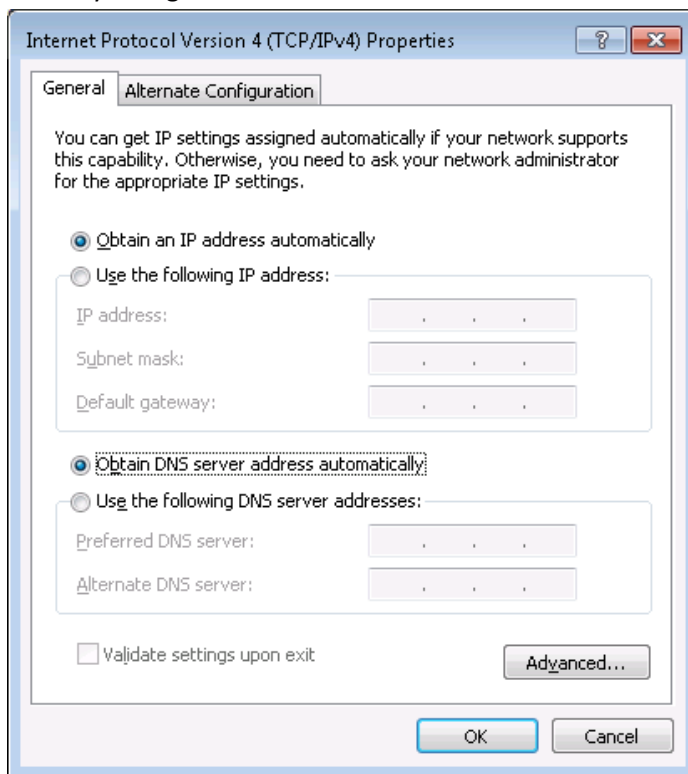 Internet Protocol Version 4 (TCP/IPv4) Properties
General Alternate Configuration
You can get IP settings assigned automatically if your network supports
this capability. Otherwise, you need to ask your network administrator
for the appropriate IP settings.
Obtain an IP address automatically
Use the following IP address:
IP address:
Subnet mask:
Default gateway:
Obtain DNS server address automatically
Use the following DNS server addresses:
Preferred DNS server:
Alternate DNS server:
Validate settings upon exit
Advanced...
OK Cancel